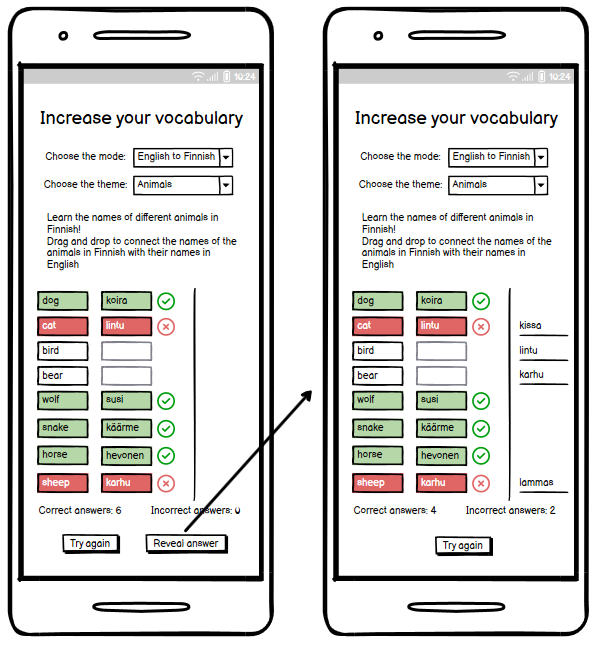 10:24
Increase your vocabulary
Choose the mode: English to Finnish
Choose the theme: Animals
Learn the names of different animals in
Finnish!
Drag and drop to connect the names of the
animals in Finnish with their names in
English
dog koira
cat lintu
bird
bear
wolf susi
snake käärme
horse hevonen
sheep karhu
Correct answers: 6 Incorrect answers: 0
Try again Reveal answer
10:24
Increase your vocabulary
Choose the mode: English to Finnish
Choose the theme: Animals
Learn the names of different animals in
Finnish!
Drag and drop to connect the names of the
animals in Finnish with their names in
English
dog koira
cat lintu kissa
bird lintu
bear karhu
wolf susi
snake käärme
horse hevonen
sheep karhu lammas
Correct answers: 4 Incorrect answers: 2
Try again